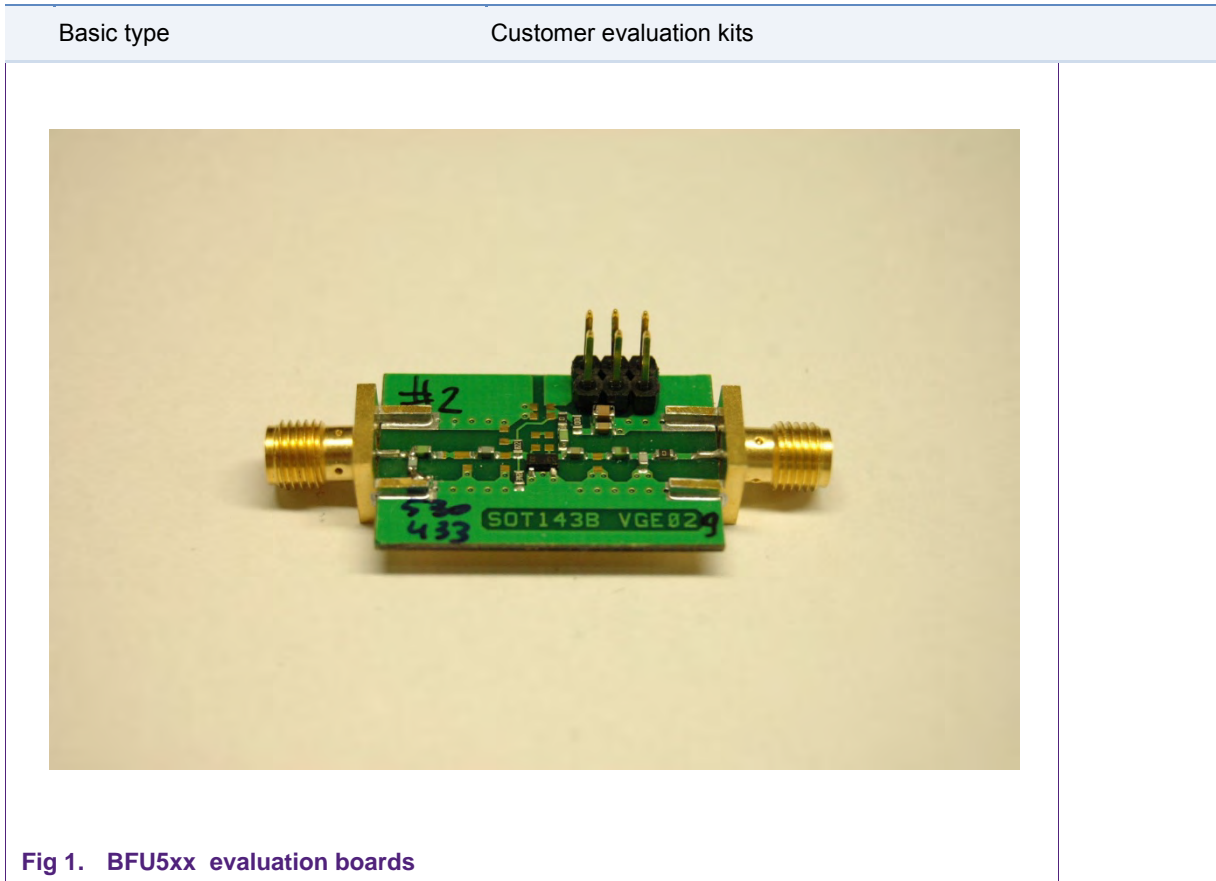 Basic type Customer evaluation kits
#2
530
433
SOT143B VGE029
Fig 1. BFU5xx evaluation boards